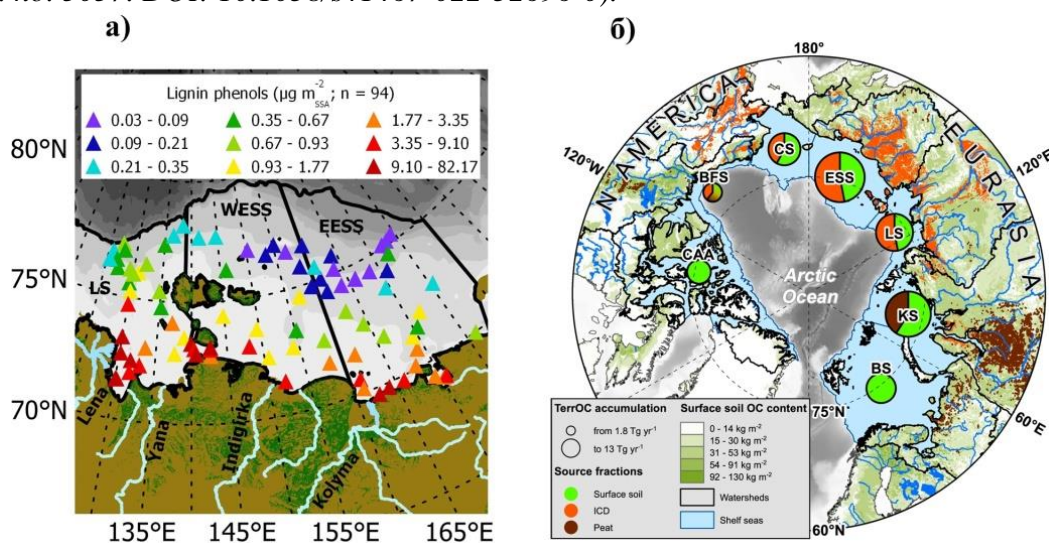 а)
б)
Lignin phenols (µg m⁻²SSA; n = 94)
0.03 - 0.09
0.35 - 0.67
1.77 - 3.35
0.09 - 0.21
0.67 - 0.93
3.35 - 9.10
0.21 - 0.35
0.93 - 1.77
9.10 - 82.17
80°N
75°N
70°N
WESS
EESS
LS
Lena
Yana
Indigirka
Kolyma
135°E
145°E
155°E
165°E
180°
120°W
120°E
N AMERICA
EURASIA
CS
ESS
BFS
LS
CAA
Arctic
Ocean
KS
BS
75°N
60°E
60°N
TerrOC accumulation
from 1.8 Tg yr⁻¹
to 13 Tg yr⁻¹
Source fractions
Surface soil
ICD
Peat
Surface soil OC content
0 - 14 kg m⁻²
15 - 30 kg m⁻²
31 - 53 kg m⁻²
54 - 91 kg m⁻²
92 - 130 kg m⁻²
Watersheds
Shelf seas